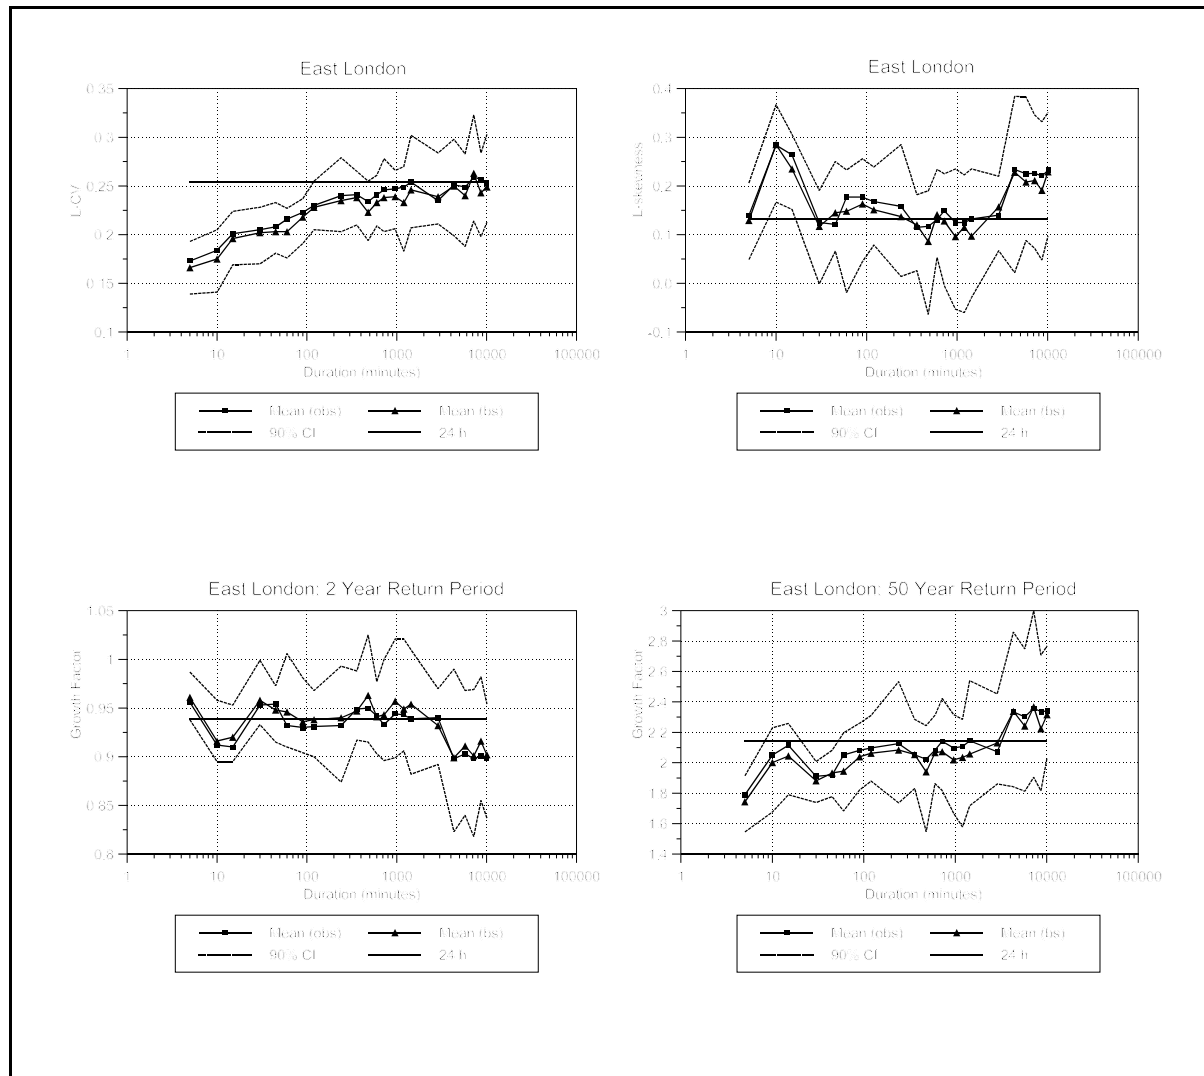 East London
0.35
0.3
0.25
0.2
0.15
0.1
L-CV
1 10 100 1000 10000 100000
Duration (minutes)
Mean (obs) Mean (bs)
90% CI 24 h
East London
0.4
0.3
0.2
0.1
0.0
-0.1
L-skewness
1 10 100 1000 10000 100000
Duration (minutes)
Mean (obs) Mean (bs)
90% CI 24 h
East London: 2 Year Return Period
1.05
1
0.95
0.9
0.85
0.8
Growth Factor
1 10 100 1000 10000 100000
Duration (minutes)
Mean (obs) Mean (bs)
90% CI 24 h
East London: 50 Year Return Period
3
2.8
2.6
2.4
2.2
2
1.8
1.6
1.4
Growth Factor
1 10 100 1000 10000 100000
Duration (minutes)
Mean (obs) Mean (bs)
90% CI 24 h